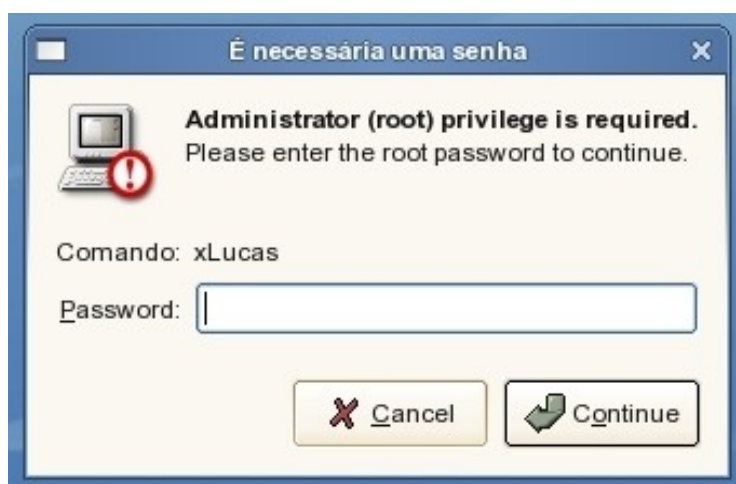 É necessária uma senha
Administrator (root) privilege is required.
Please enter the root password to continue.
Comando: xLucas
Password:
Cancel
Continue